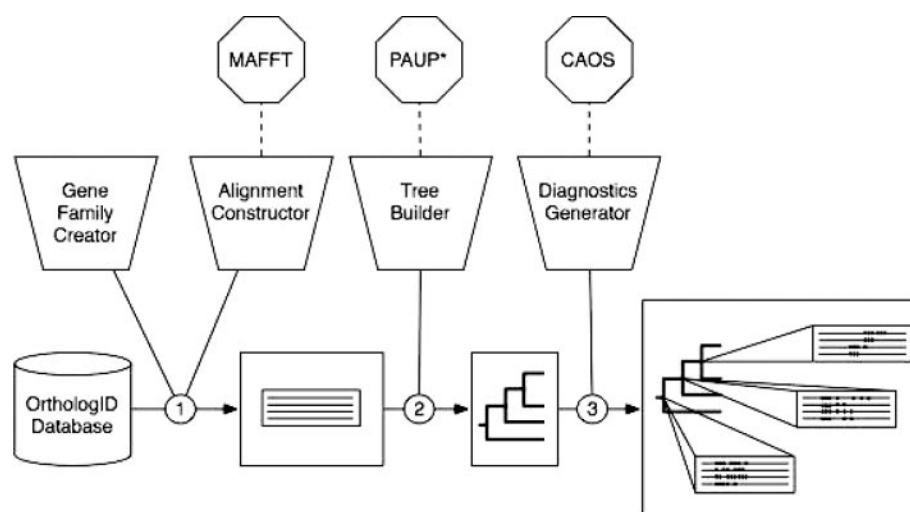 MAFFT
PAUP*
CAOS
Gene
Family
Creator
Alignment
Constructor
Tree
Builder
Diagnostics
Generator
OrthologID
Database
1
2
3